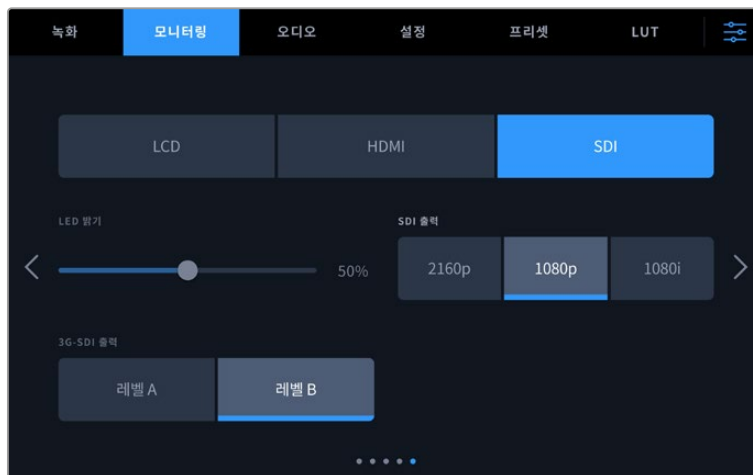 녹화 모니터링 오디오 설정 프리셋 LUT
LCD HDMI SDI
LED 밝기 SDI 출력
50% 2160p 1080p 1080i
3G-SDI 출력
레벨 A 레벨 B